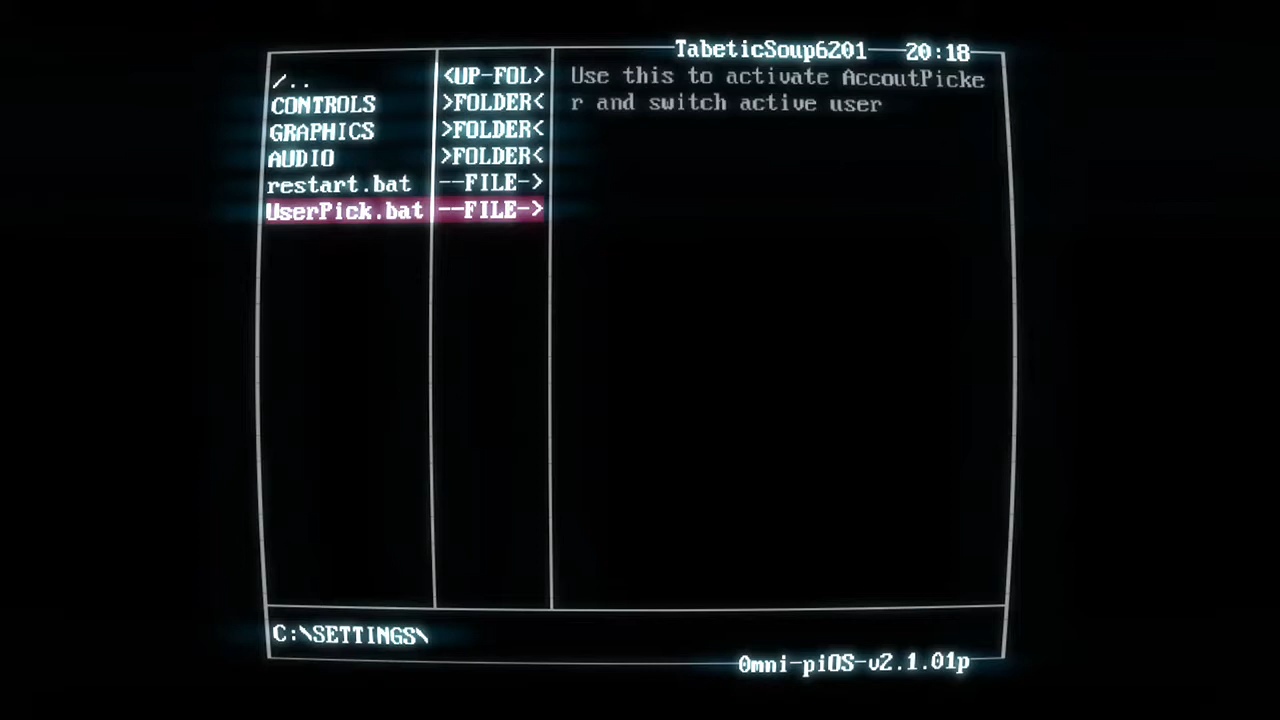 TabeticSoup6201 20:18
/.. <UP-FOL>
CONTROLS >FOLDER<
GRAPHICS >FOLDER<
AUDIO >FOLDER<
restart.bat --FILE->
UserPick.bat --FILE->
Use this to activate AccoutPicke
r and switch active user
C:\SETTINGS\
0mni-piOS-v2.1.01p